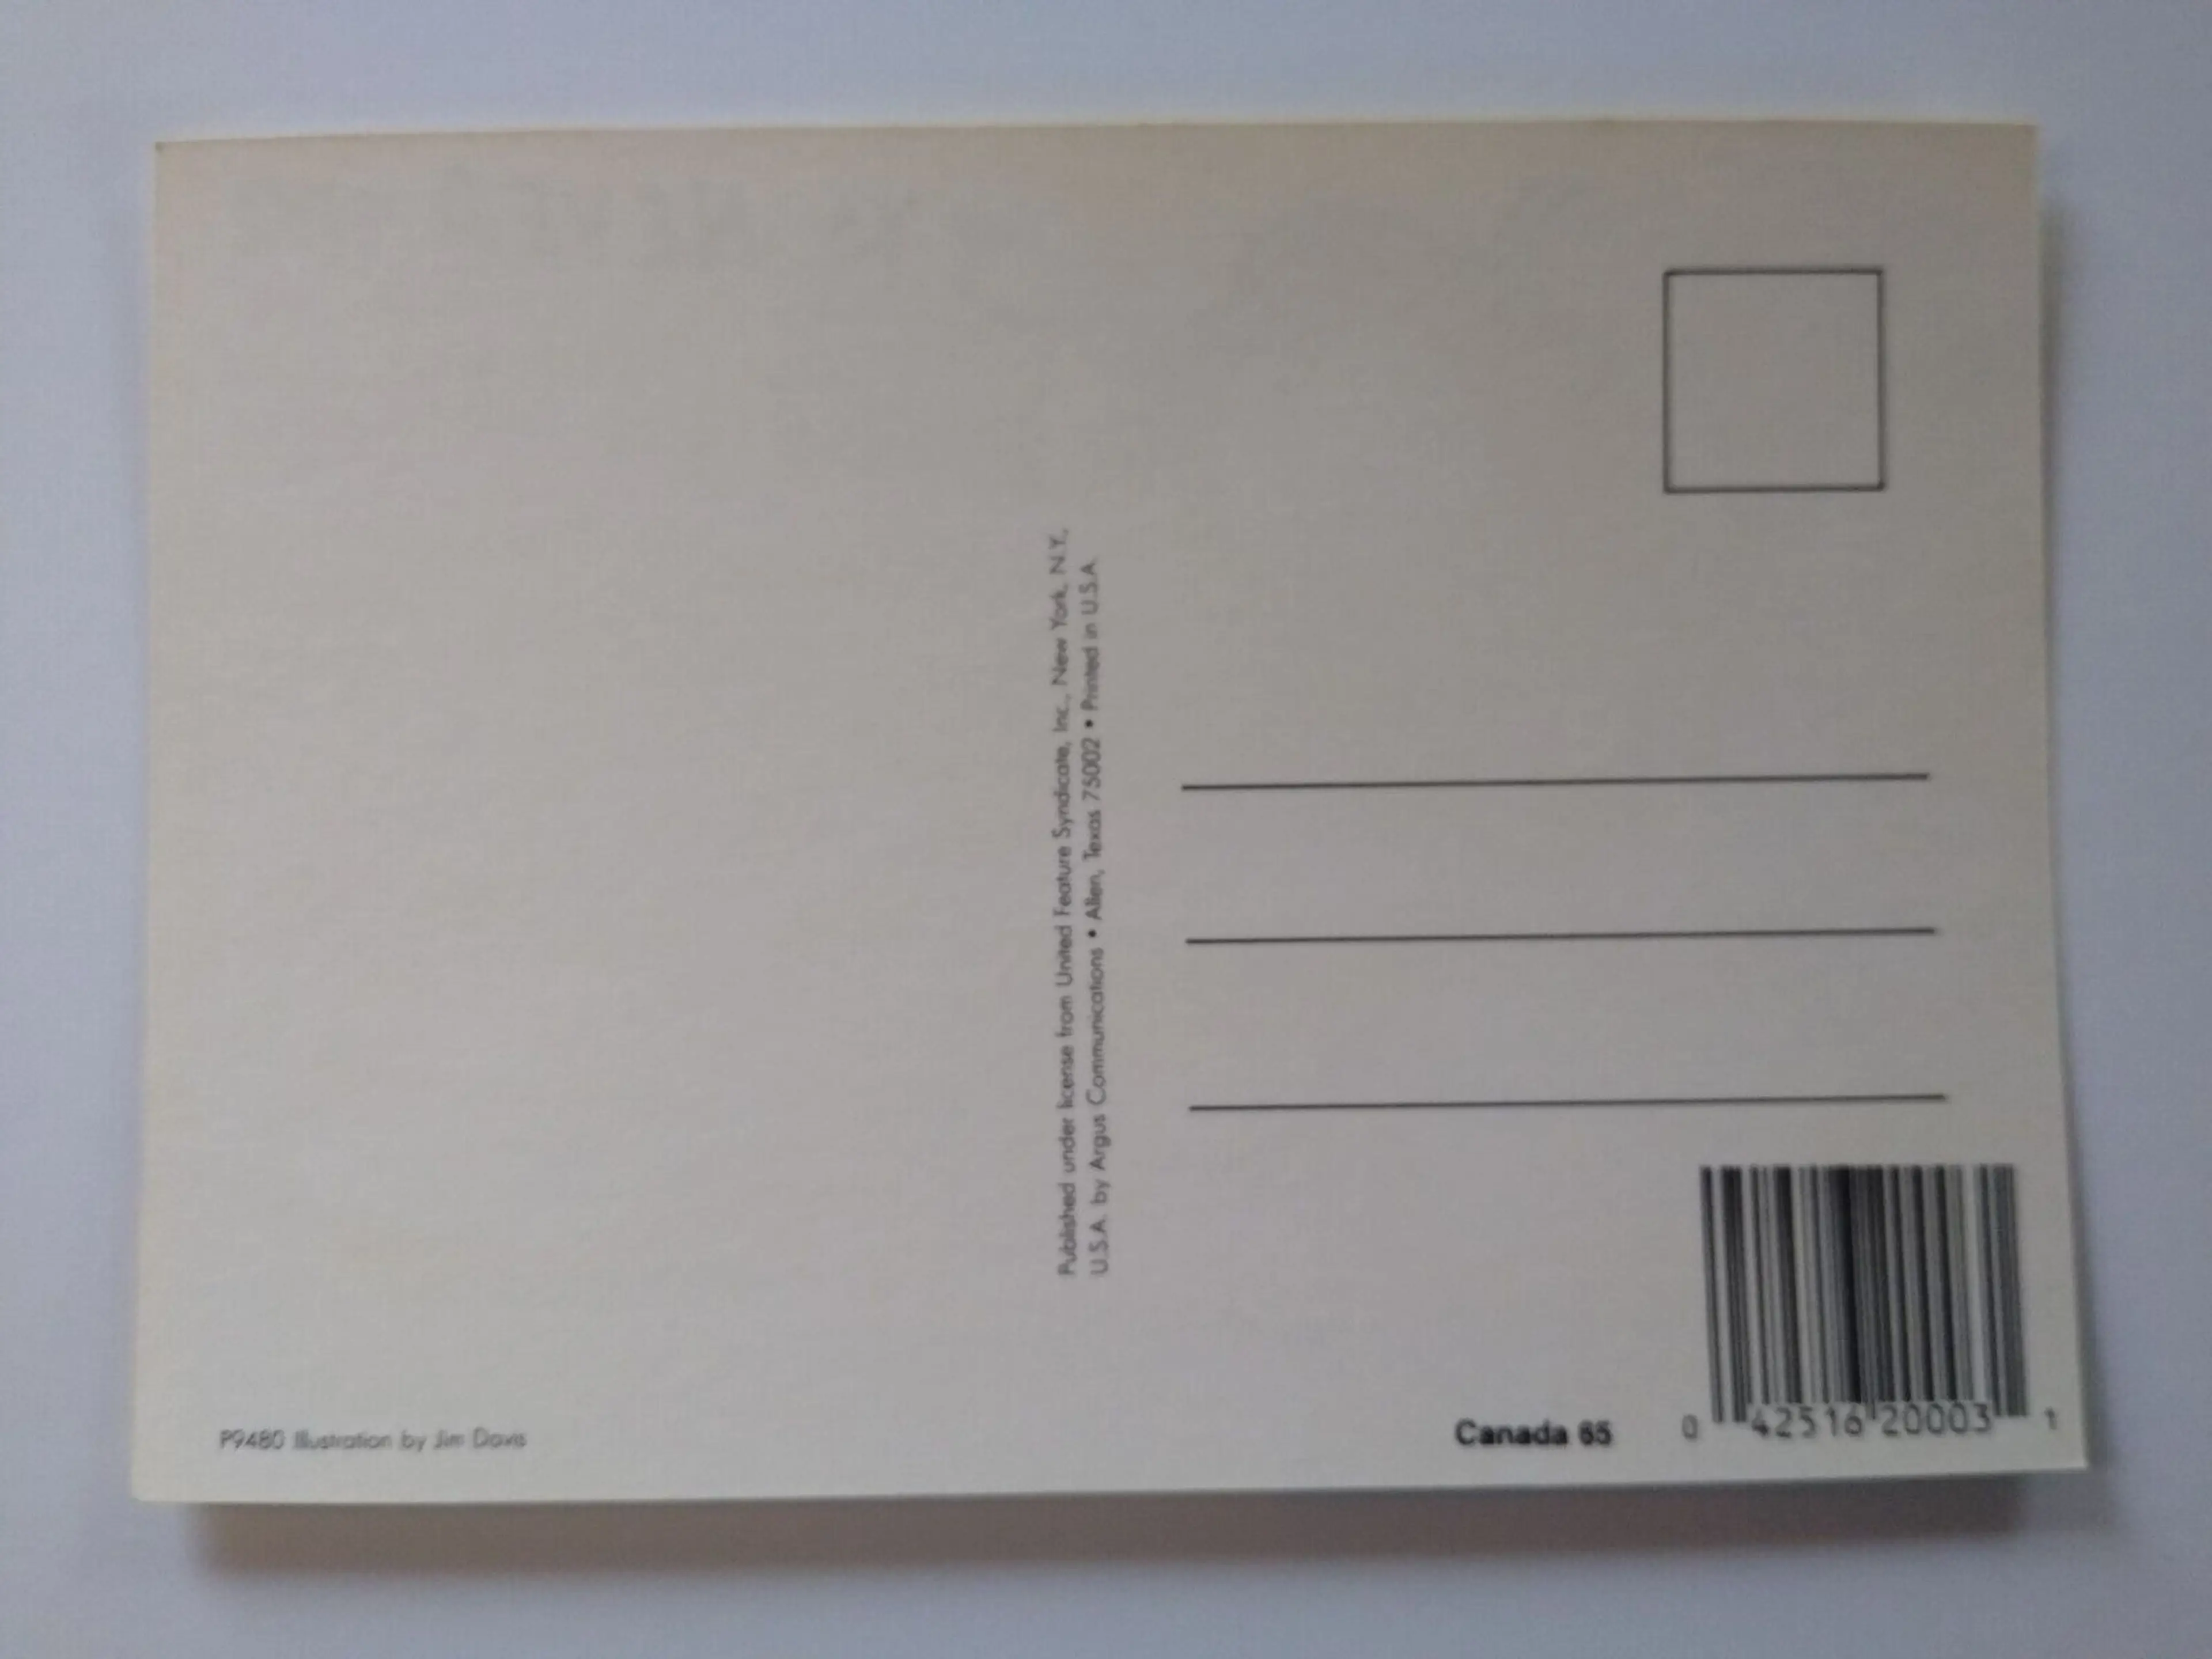 Published under license from United Feature Syndicate, Inc., New York, N.Y.,
U.S.A. by Argus Communications • Allen, Texas 75002 • Printed in U.S.A.
P9480 Illustration by Jim Davis
Canada 65
0 42516 20003 1